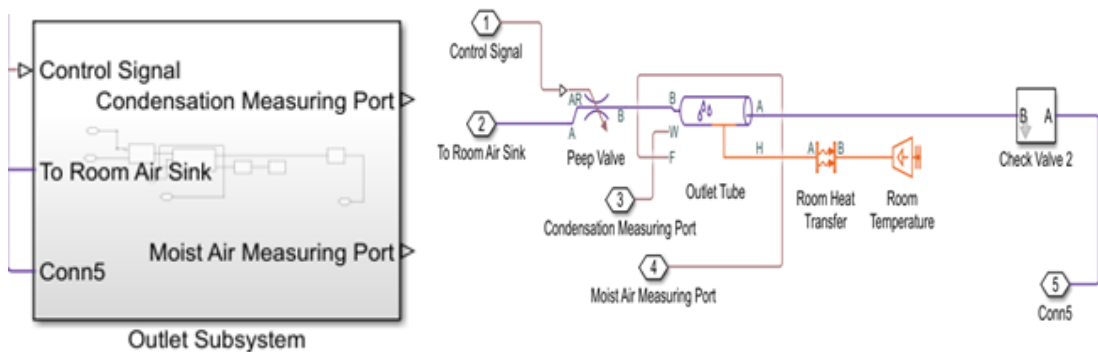 Control Signal
Condensation Measuring Port
To Room Air Sink
Moist Air Measuring Port
Conn5
Outlet Subsystem
1
Control Signal
AR
A
B
2
To Room Air Sink
Peep Valve
B
A
W
F
H
Outlet Tube
3
Condensation Measuring Port
4
Moist Air Measuring Port
A
B
Room Heat
Transfer
Room
Temperature
B
A
Check Valve 2
5
Conn5